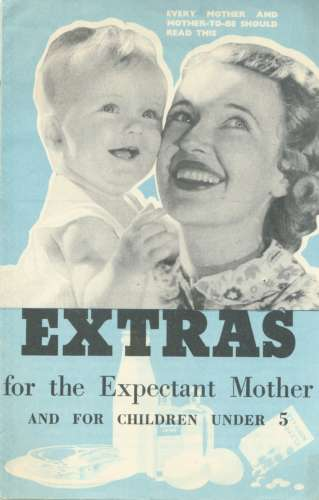 EVERY MOTHER AND
MOTHER-TO-BE SHOULD
READ THIS
EXTRAS
for the Expectant Mother
AND FOR CHILDREN UNDER 5